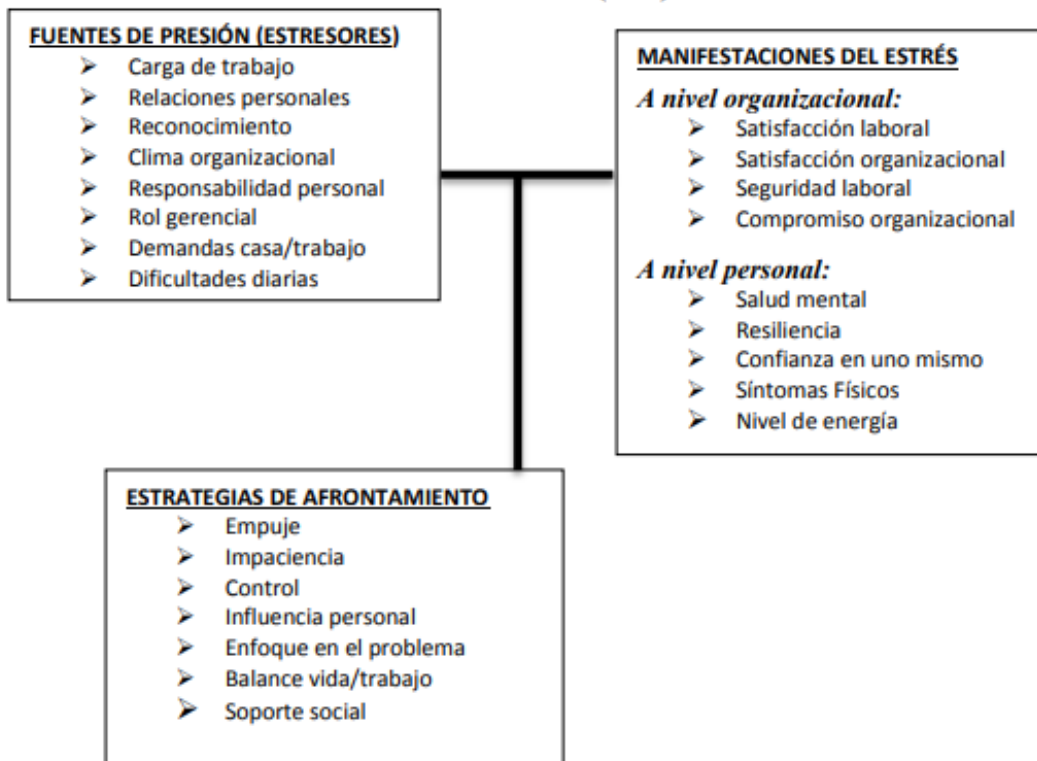 FUENTES DE PRESIÓN (ESTRESORES)
➢ Carga de trabajo
➢ Relaciones personales
➢ Reconocimiento
➢ Clima organizacional
➢ Responsabilidad personal
➢ Rol gerencial
➢ Demandas casa/trabajo
➢ Dificultades diarias
MANIFESTACIONES DEL ESTRÉS
A nivel organizacional:
➢ Satisfacción laboral
➢ Satisfacción organizacional
➢ Seguridad laboral
➢ Compromiso organizacional
A nivel personal:
➢ Salud mental
➢ Resiliencia
➢ Confianza en uno mismo
➢ Síntomas Físicos
➢ Nivel de energía
ESTRATEGIAS DE AFRONTAMIENTO
➢ Empuje
➢ Impaciencia
➢ Control
➢ Influencia personal
➢ Enfoque en el problema
➢ Balance vida/trabajo
➢ Soporte social